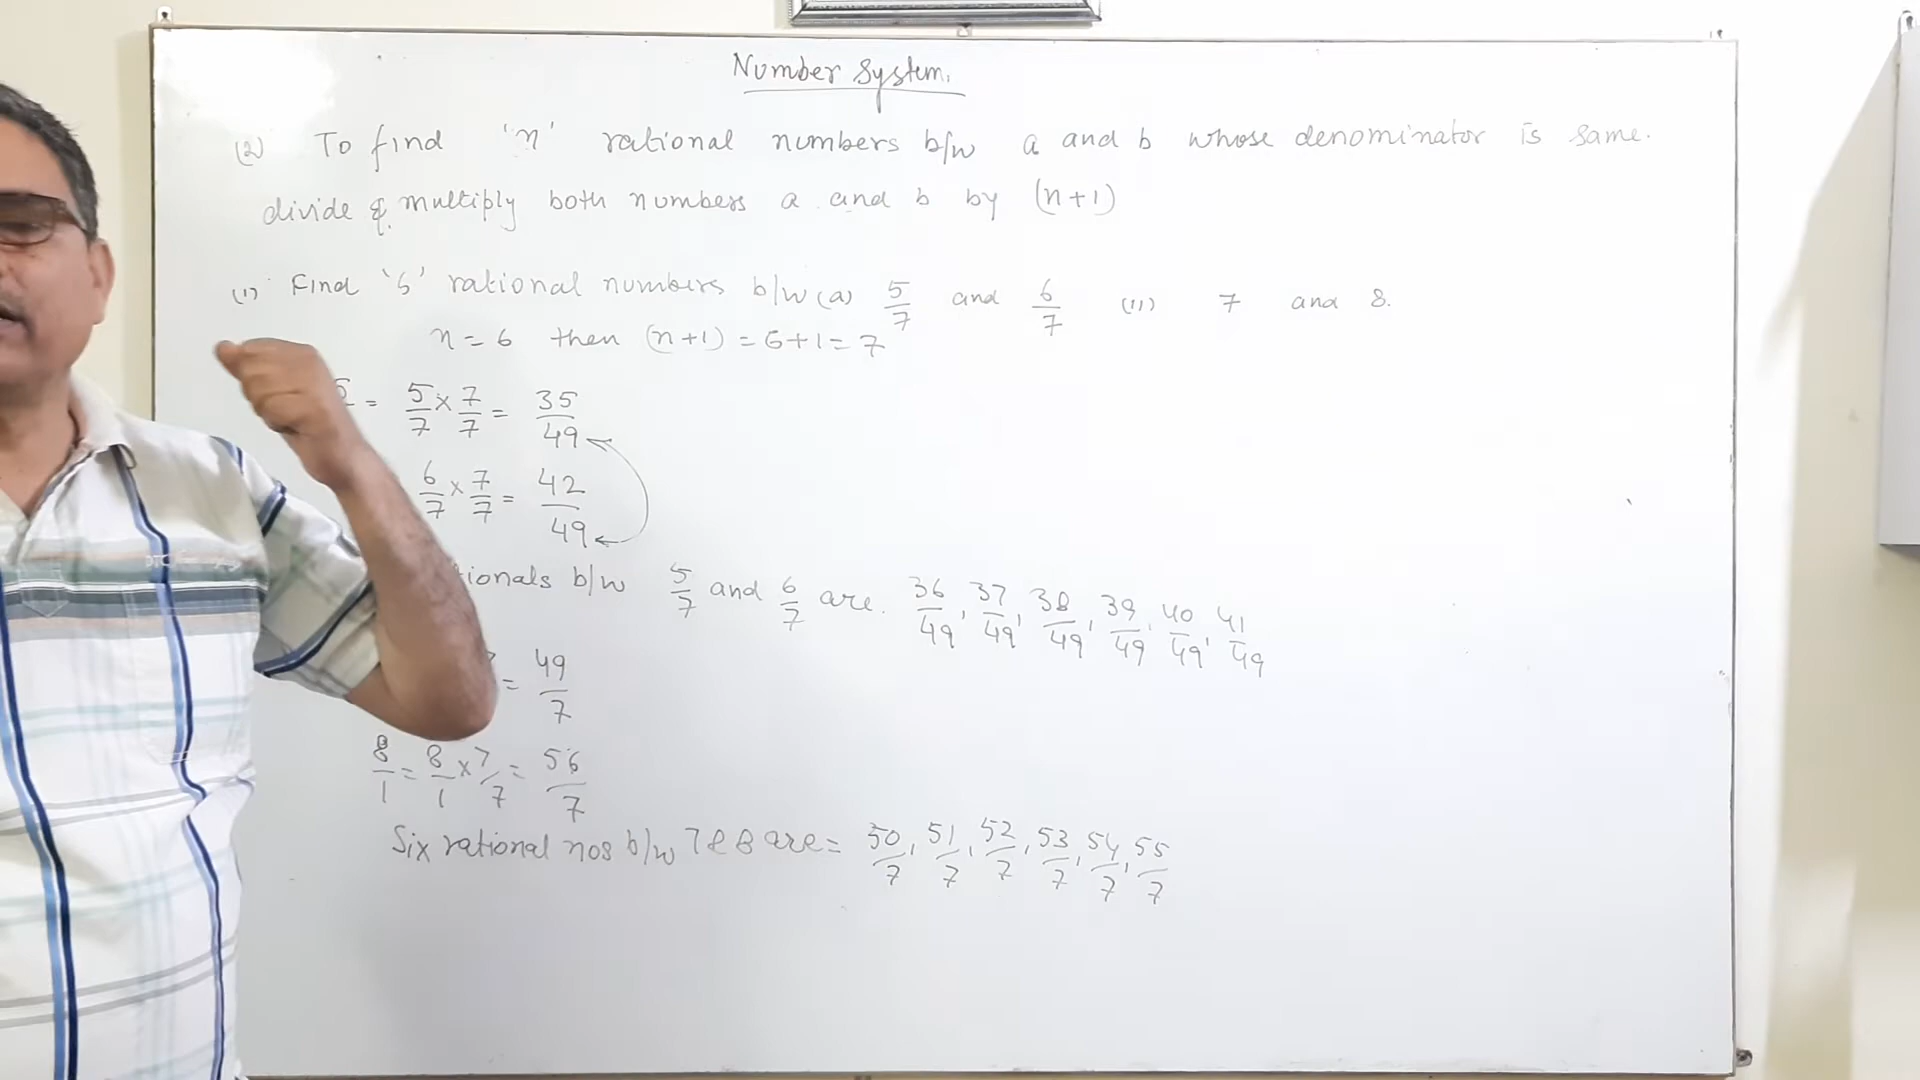 Number System.
(2) To find 'n' rational numbers b/w a and b whose denominator is same.
divide & multiply both numbers a and b by (n+1)
(1) Find '6' rational numbers b/w (a) 5/7 and 6/7 (11) 7 and 8.
n = 6 then (n+1) = 6+1 = 7
= 5/7 × 7/7 = 35/49
6/7 × 7/7 = 42/49
tionals b/w 5/7 and 6/7 are. 36/49, 37/49, 38/49, 39/49, 40/49, 41/49
= 49/7
8/1 = 8/1 × 7/7 = 56/7
Six rational nos b/w 7 & 8 are = 50/7, 51/7, 52/7, 53/7, 54/7, 55/7